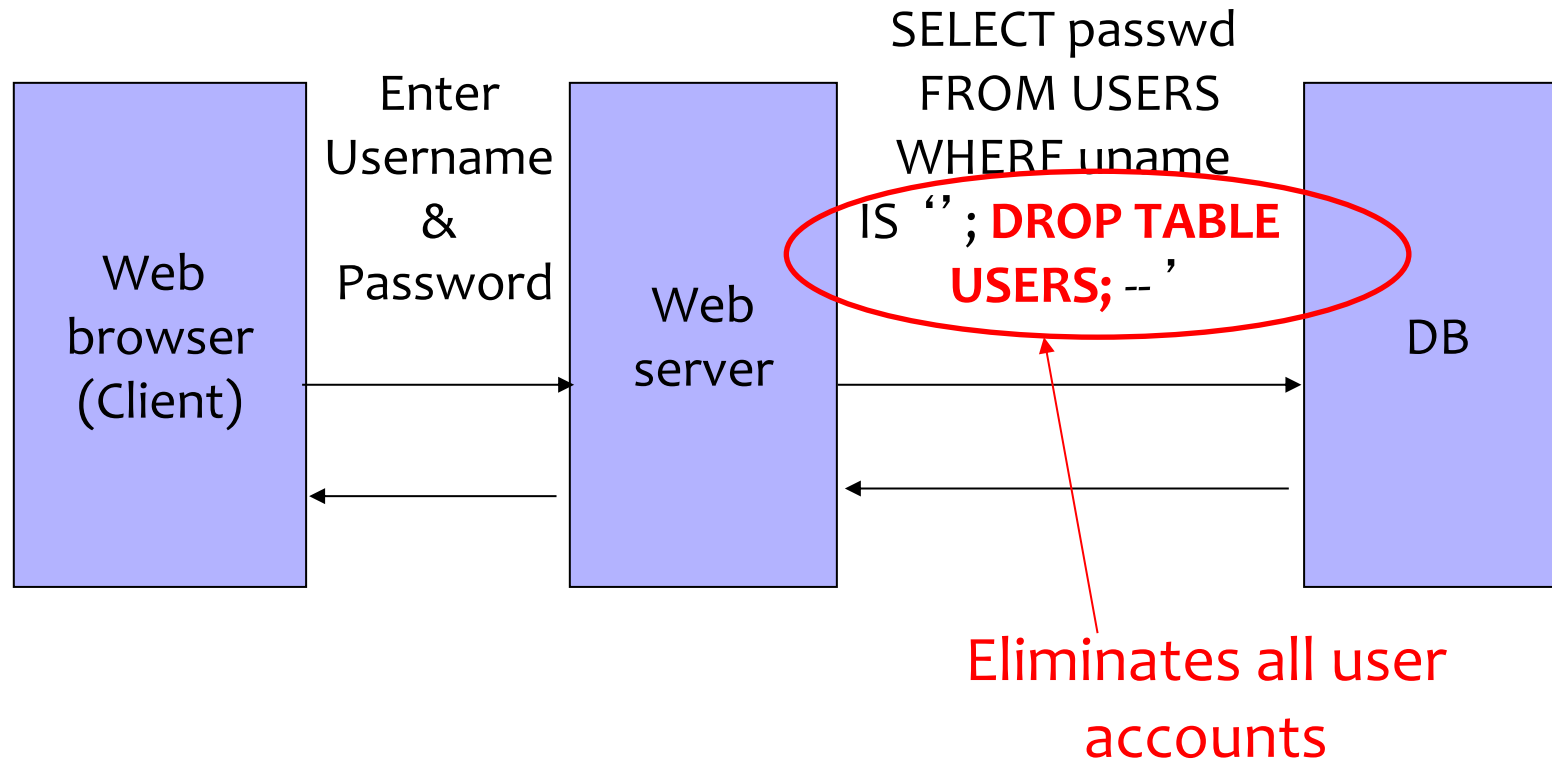 Web
browser
(Client)
Enter
Username
&
Password
Web
server
SELECT passwd
FROM USERS
WHERE uname
IS ‘’ ; DROP TABLE
USERS; -- ’
DB
Eliminates all user
accounts